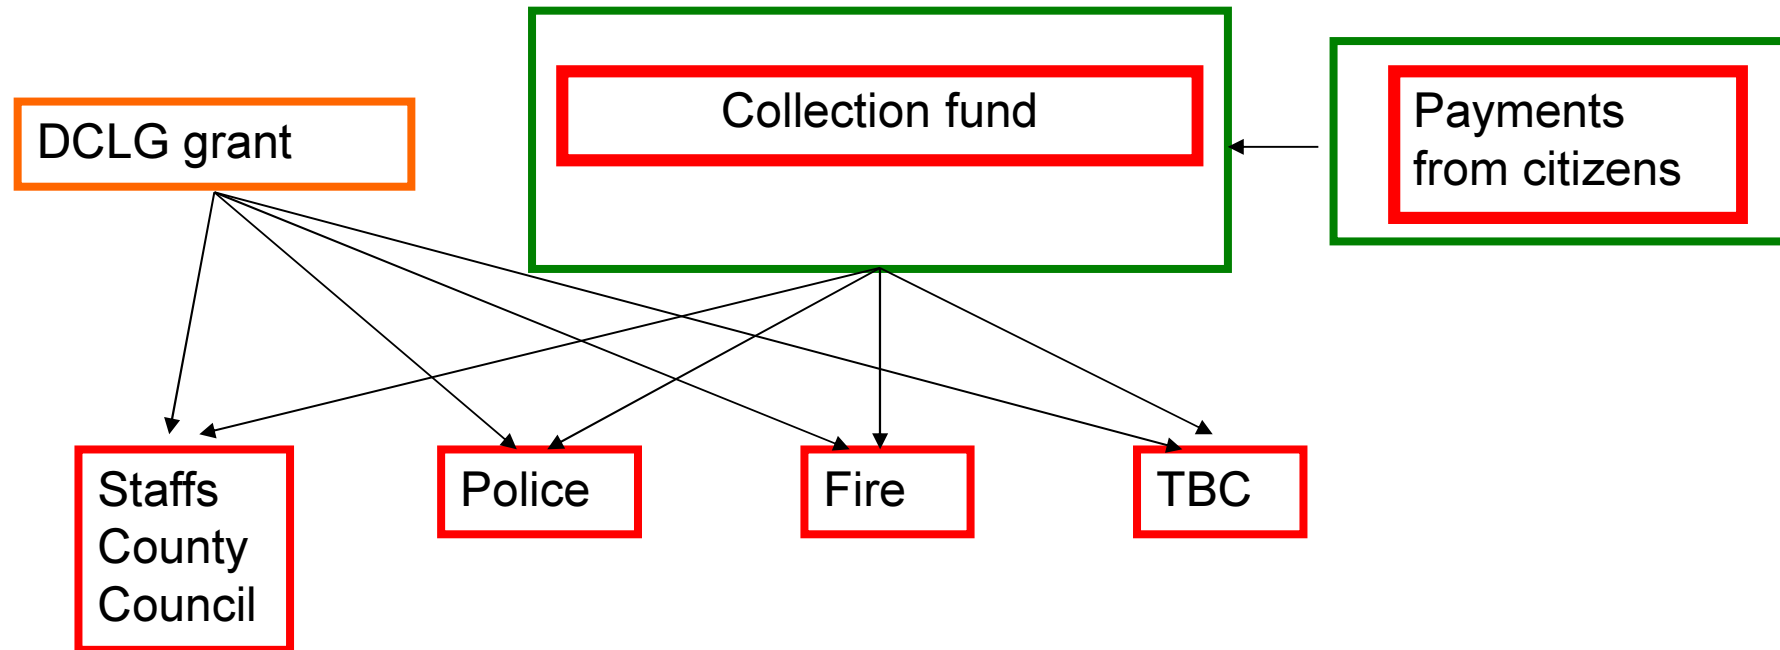 DCLG grant
Collection fund
Payments
from citizens
Staffs
County
Council
Police
Fire
TBC